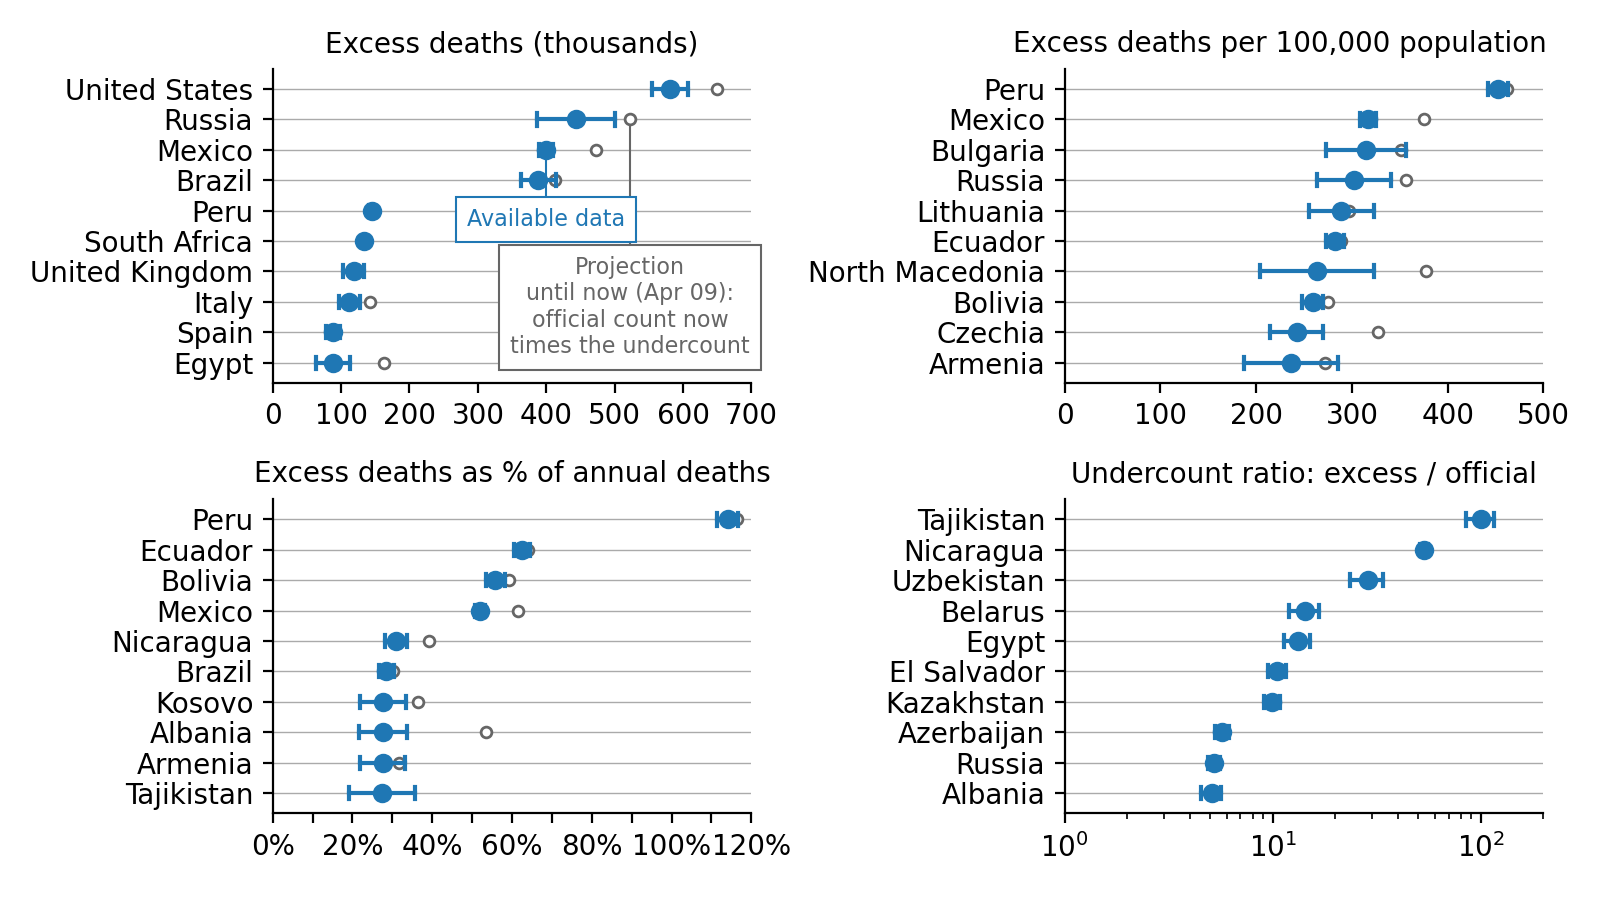 Excess deaths (thousands)
United States
Russia
Mexico
Brazil
Peru
South Africa
United Kingdom
Italy
Spain
Egypt
Available data
Projection
until now (Apr 09):
official count now
times the undercount
0 100 200 300 400 500 600 700
Excess deaths per 100,000 population
Peru
Mexico
Bulgaria
Russia
Lithuania
Ecuador
North Macedonia
Bolivia
Czechia
Armenia
0 100 200 300 400 500
Excess deaths as % of annual deaths
Peru
Ecuador
Bolivia
Mexico
Nicaragua
Brazil
Kosovo
Albania
Armenia
Tajikistan
0% 20% 40% 60% 80% 100% 120%
Undercount ratio: excess / official
Tajikistan
Nicaragua
Uzbekistan
Belarus
Egypt
El Salvador
Kazakhstan
Azerbaijan
Russia
Albania
10⁰ 10¹ 10²